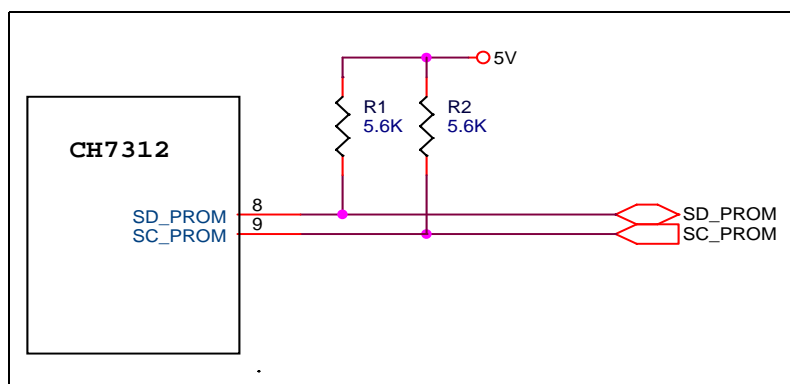 5V
R1
5.6K
R2
5.6K
CH7312
SD_PROM
8
SD_PROM
SC_PROM
9
SC_PROM